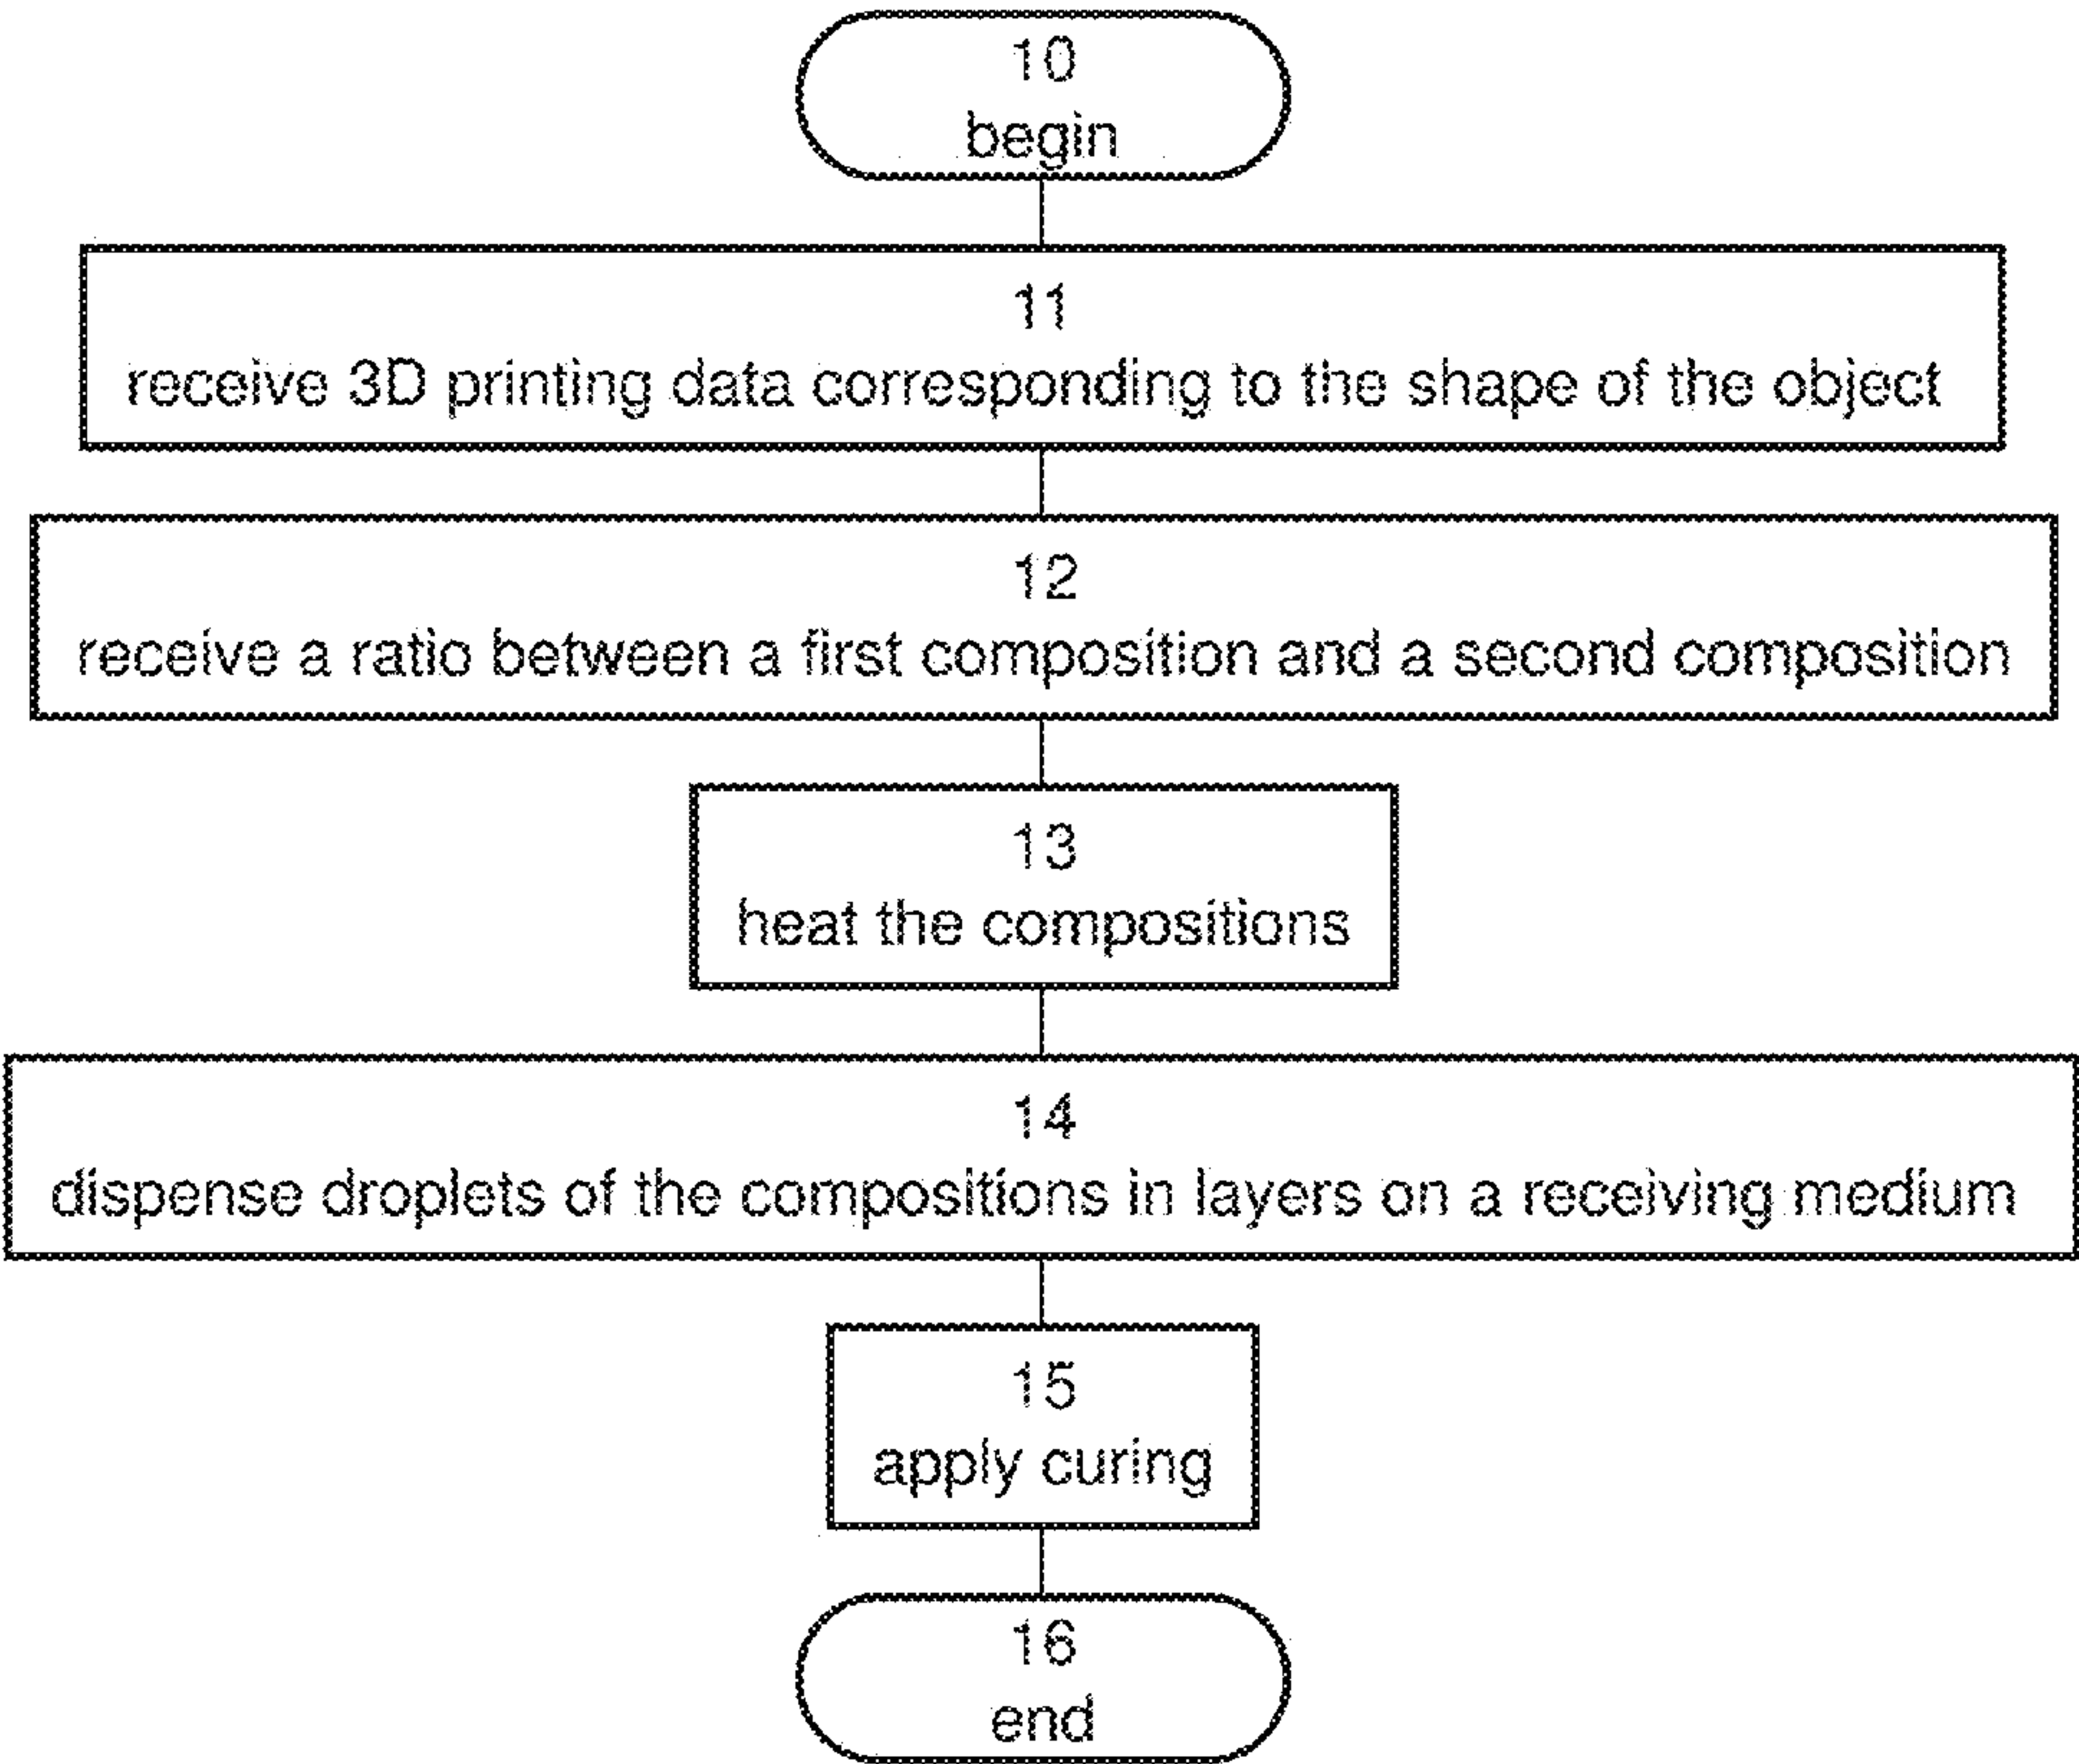 10
begin
11
receive 3D printing data corresponding to the shape of the object
12
receive a ratio between a first composition and a second composition
13
heat the compositions
14
dispense droplets of the compositions in layers on a receiving medium
15
apply curing
16
end